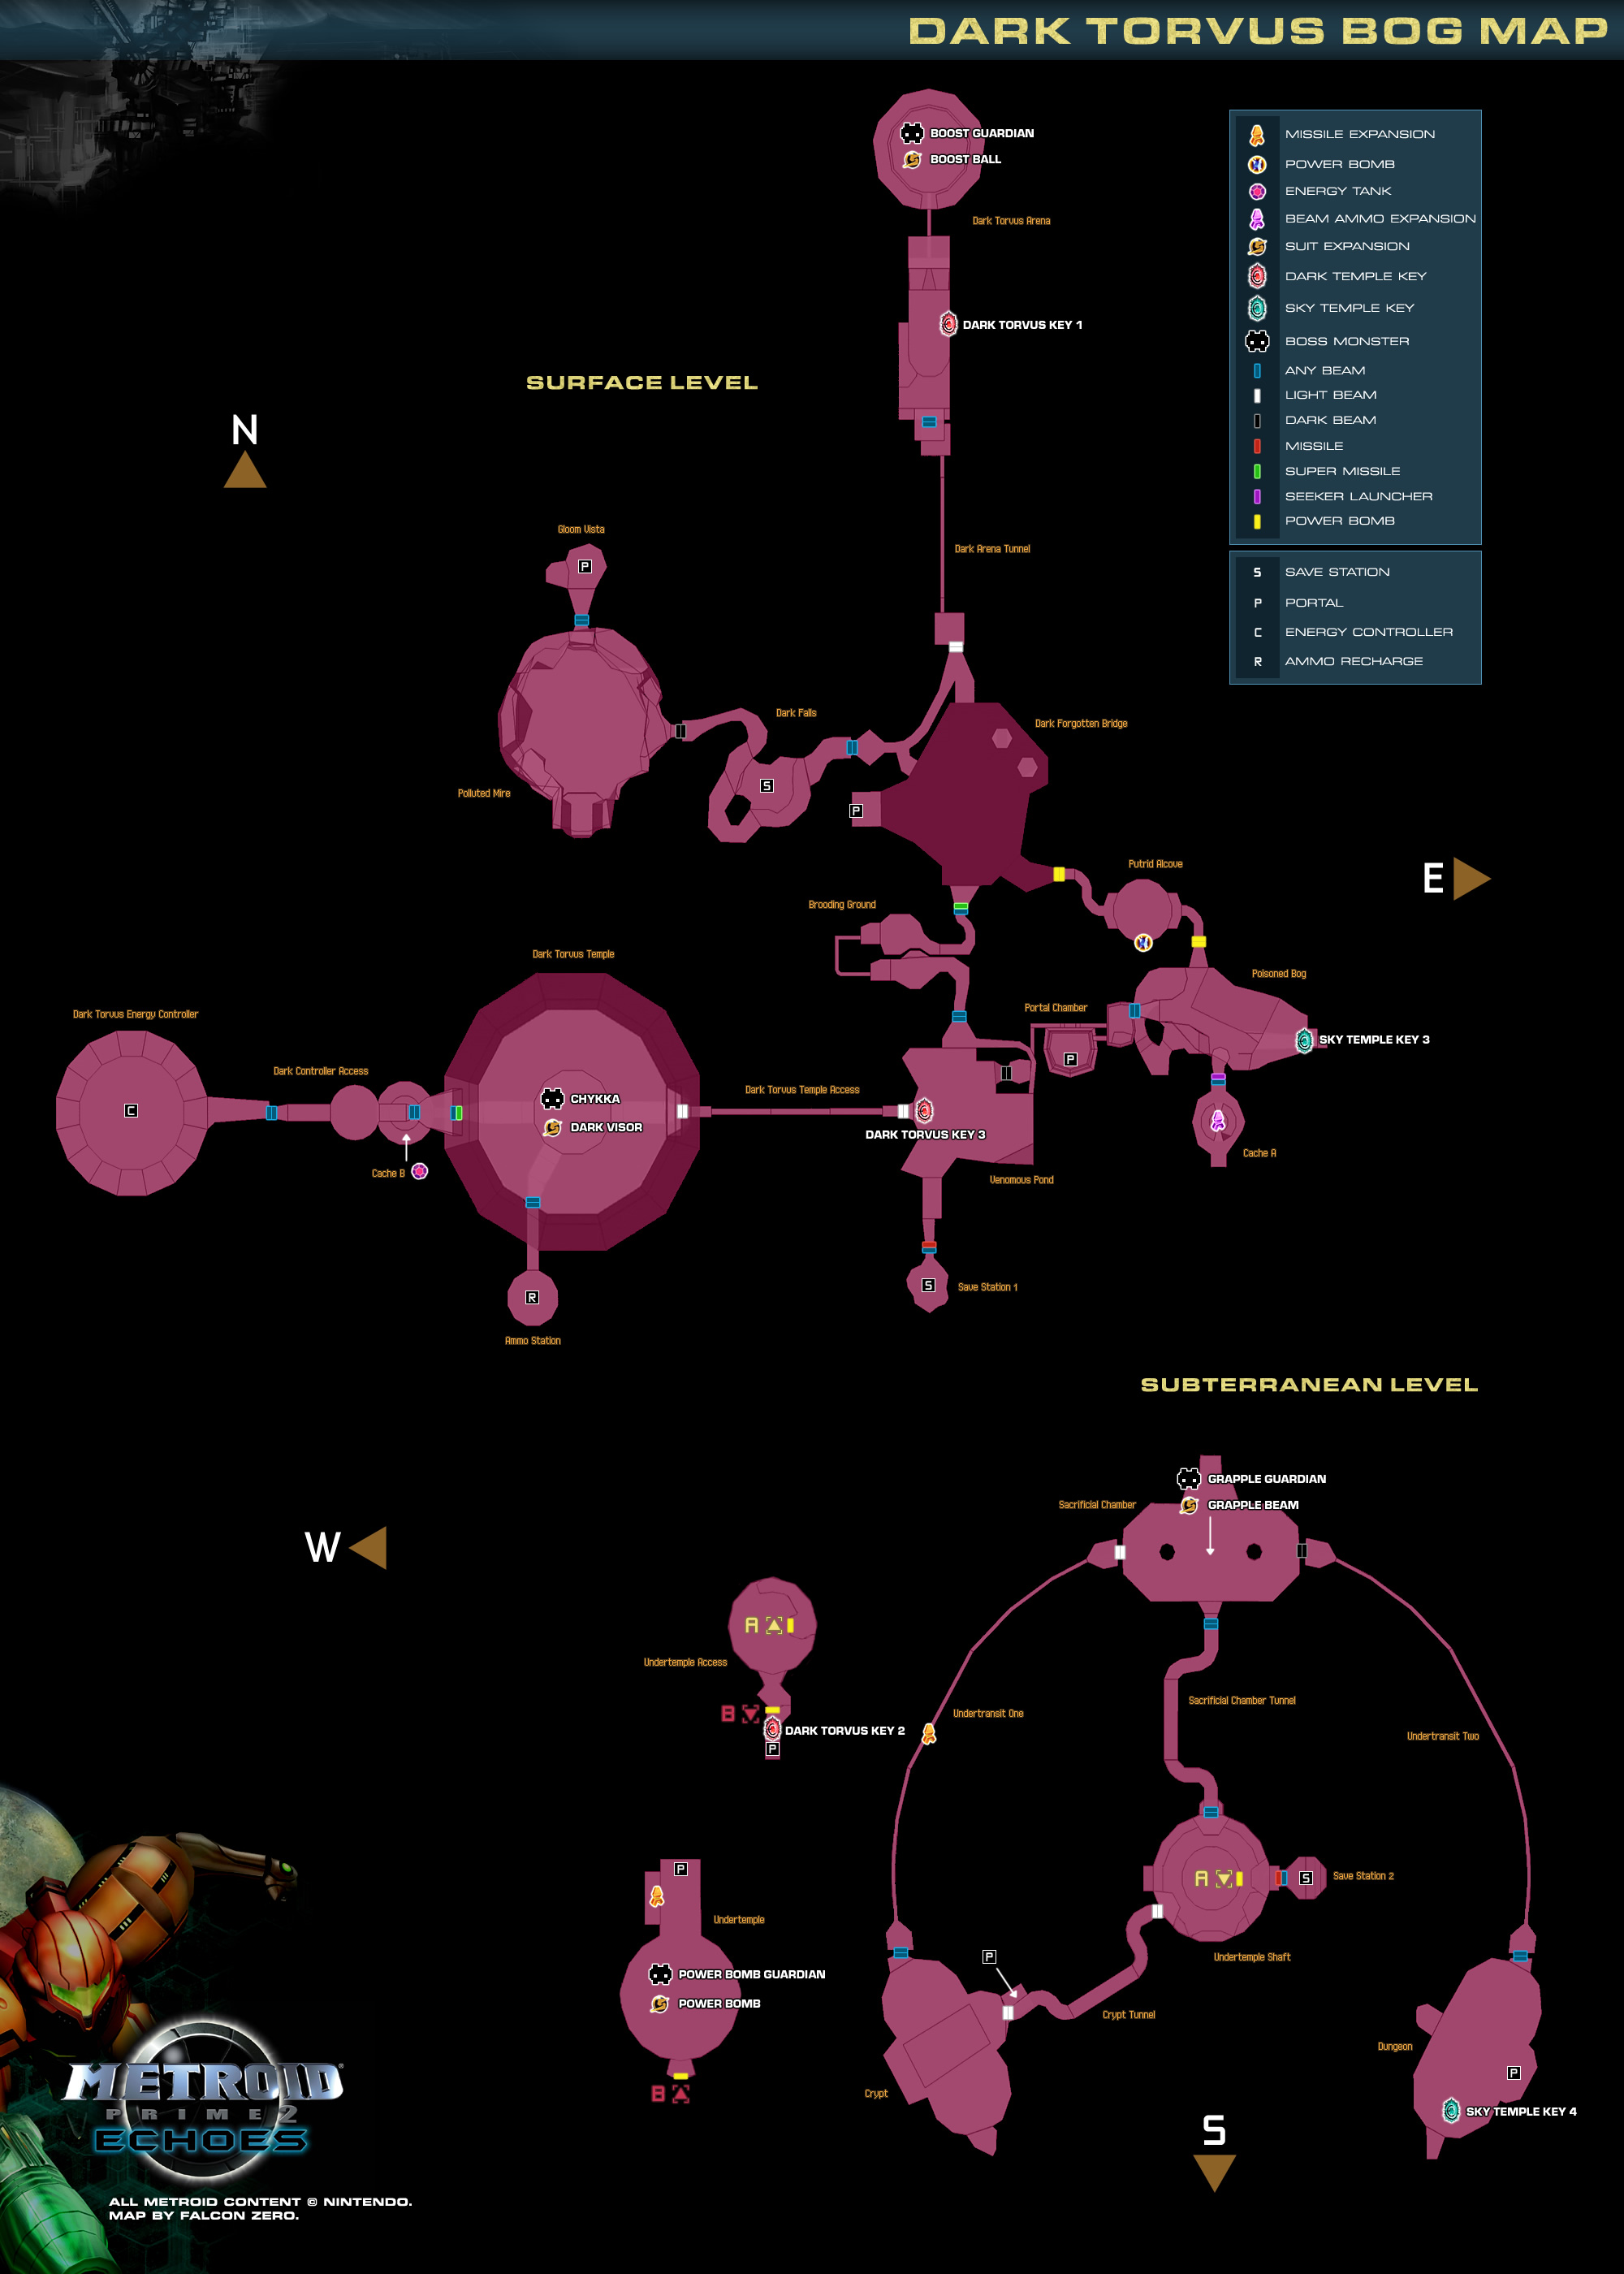 DARK TORVUS BOG MAP
BOOST GUARDIAN
BOOST BALL
Dark Torvus Arena
DARK TORVUS KEY 1
MISSILE EXPANSION
POWER BOMB
ENERGY TANK
BEAM AMMO EXPANSION
SUIT EXPANSION
DARK TEMPLE KEY
SKY TEMPLE KEY
BOSS MONSTER
ANY BEAM
LIGHT BEAM
DARK BEAM
MISSILE
SUPER MISSILE
SEEKER LAUNCHER
POWER BOMB
S SAVE STATION
P PORTAL
C ENERGY CONTROLLER
R AMMO RECHARGE
SURFACE LEVEL
N
Gloom Vista
P
Dark Arena Tunnel
Dark Falls
Dark Forgotten Bridge
S
Polluted Mire
P
E
Putrid Alcove
Brooding Ground
Dark Torvus Temple
Poisoned Bog
Portal Chamber
P
SKY TEMPLE KEY 3
Dark Torvus Energy Controller
Dark Controller Access
C
CHYKKA
DARK VISOR
Dark Torvus Temple Access
DARK TORVUS KEY 3
Cache A
Cache B
Venomous Pond
S
Save Station 1
R
Ammo Station
SUBTERRANEAN LEVEL
GRAPPLE GUARDIAN
Sacrificial Chamber
GRAPPLE BEAM
W
A
Undertemple Access
B
DARK TORVUS KEY 2
P
Sacrificial Chamber Tunnel
Undertransit One
Undertransit Two
A
S
Save Station 2
P
Undertemple
Undertemple Shaft
P
POWER BOMB GUARDIAN
POWER BOMB
Crypt Tunnel
B
Crypt
Dungeon
P
SKY TEMPLE KEY 4
S
METROID®
PRIME 2
ECHOES
ALL METROID CONTENT © NINTENDO.
MAP BY FALCON ZERO.